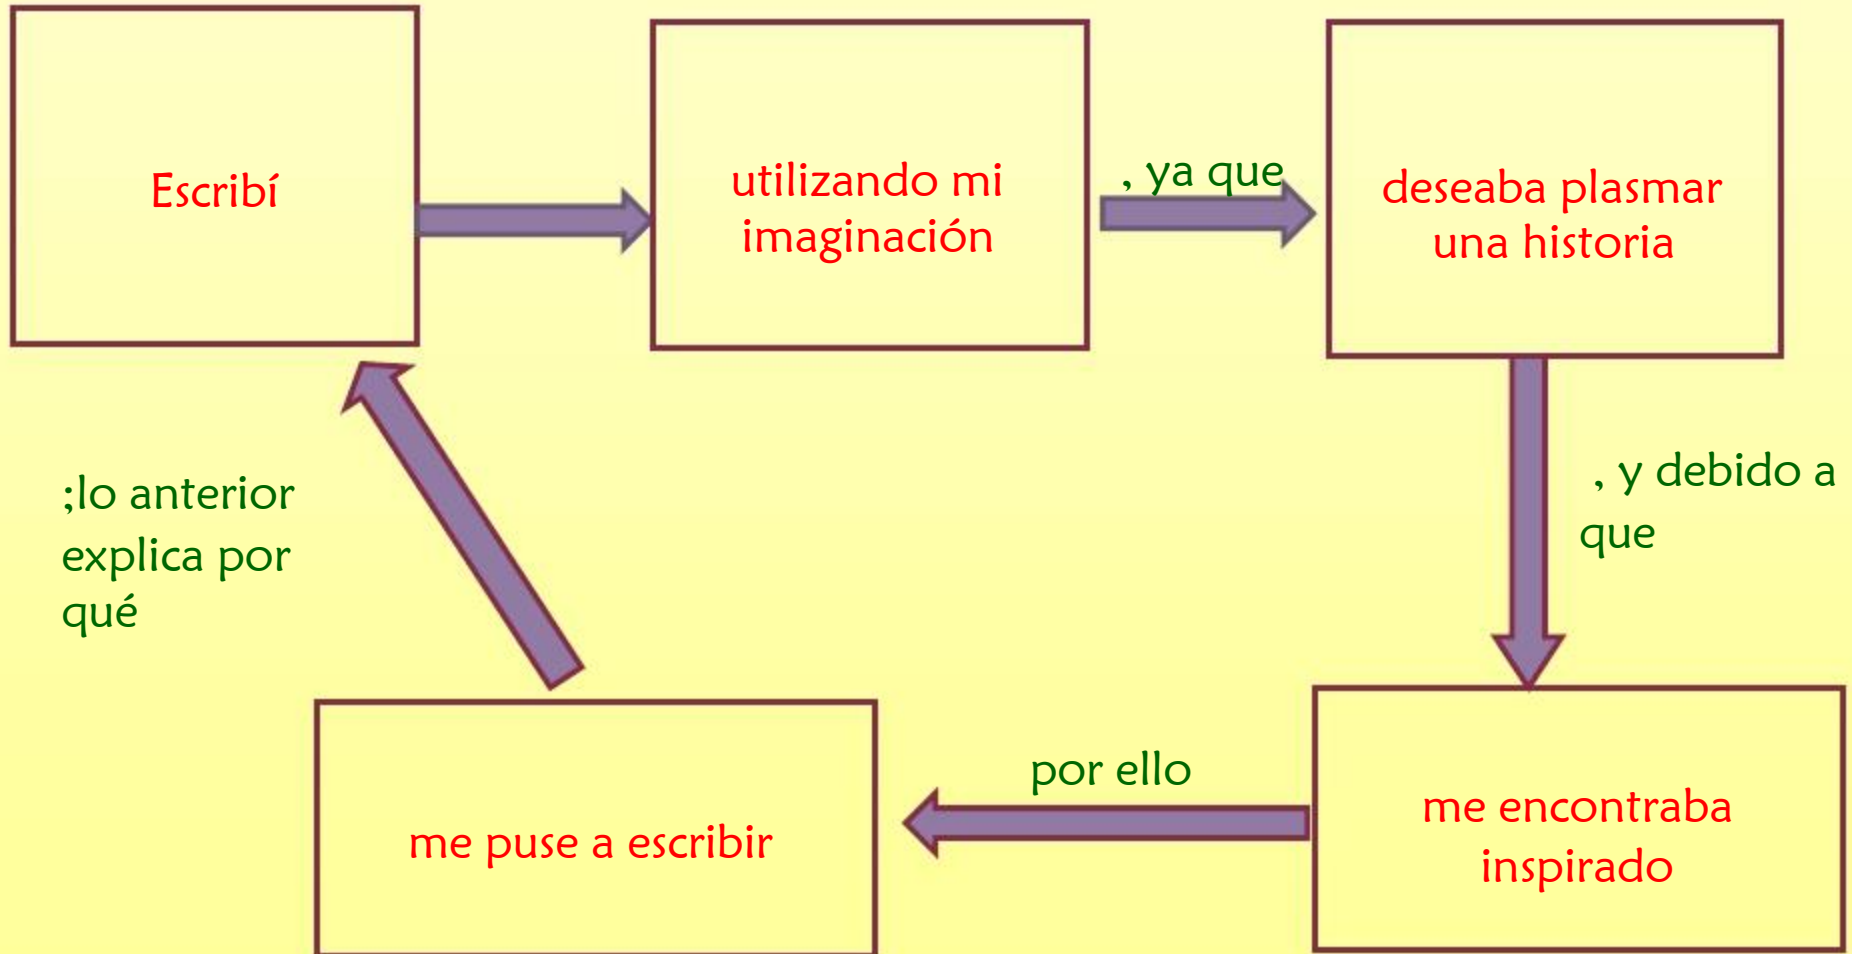 Escribí
utilizando mi
imaginación
, ya que
deseaba plasmar
una historia
, y debido a
que
me encontraba
inspirado
por ello
me puse a escribir
;lo anterior
explica por
qué